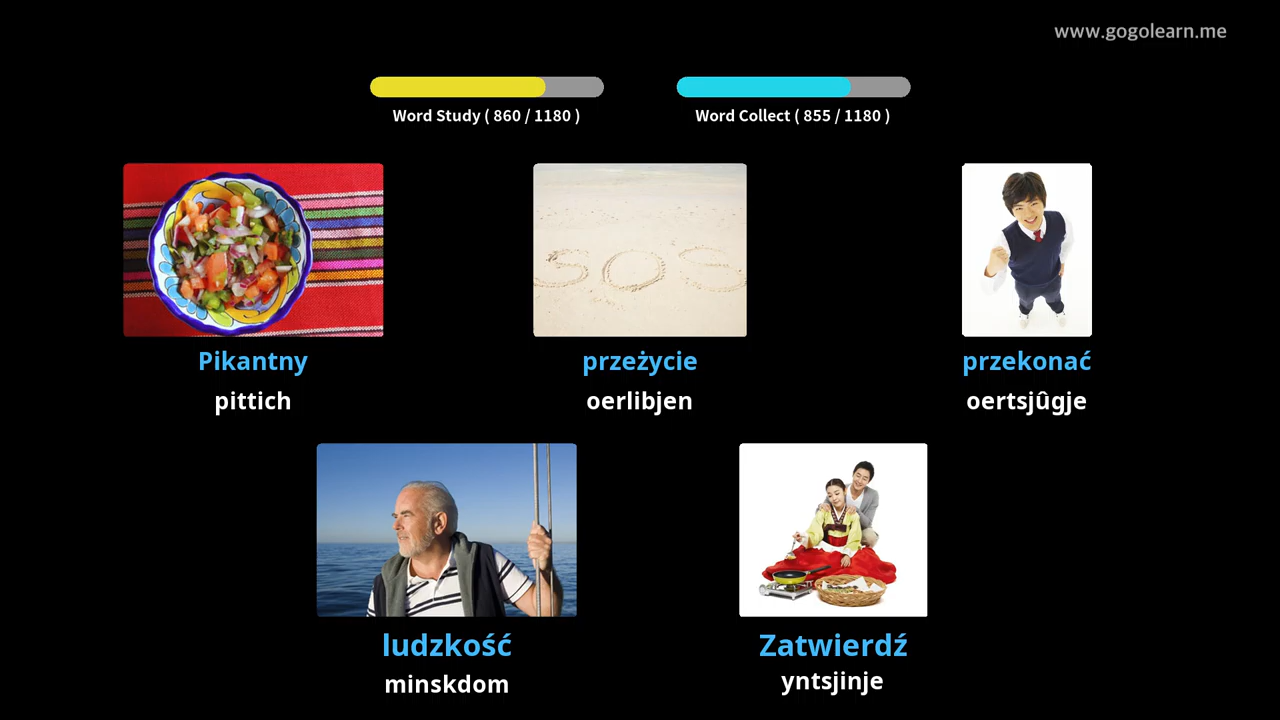 www.gogolearn.me
Word Study ( 860 / 1180 )
Word Collect ( 855 / 1180 )
SOS
Pikantny
pittich
przeżycie
oerlibjen
przekonać
oertsjûgje
ludzkość
minskdom
Zatwierdź
yntsjinje